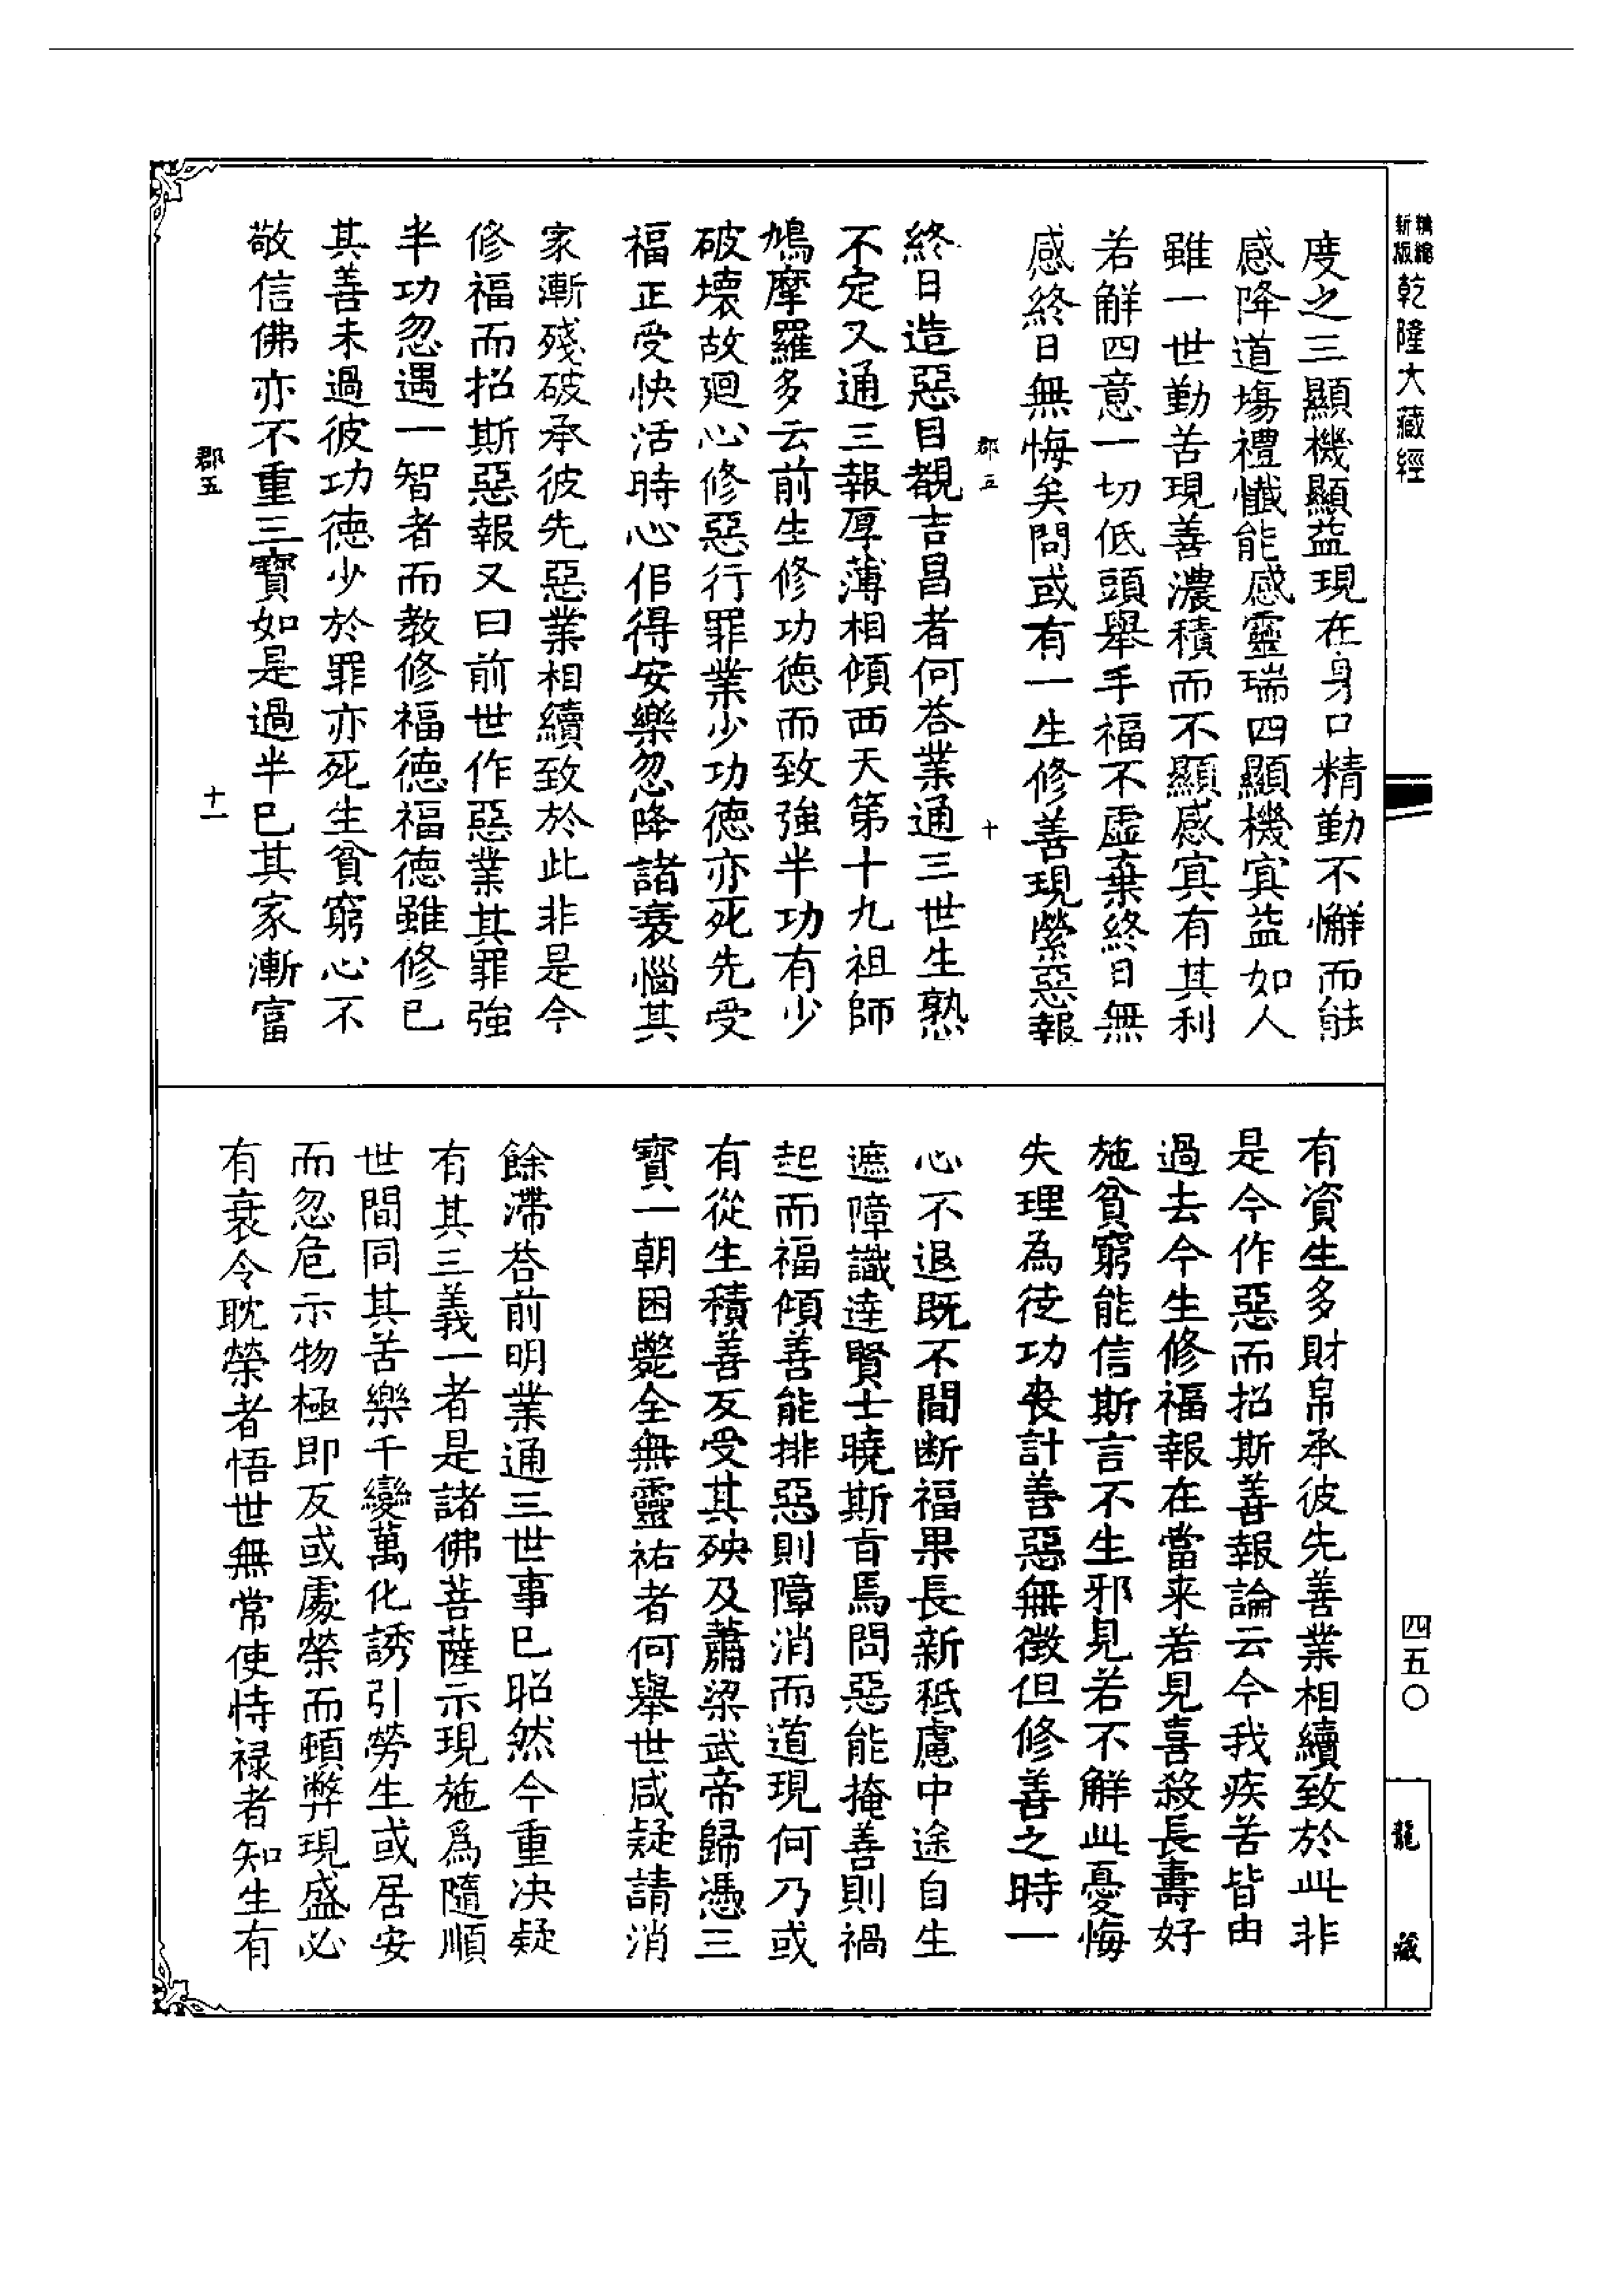 精縮
新版
乾隆大藏經
度之三顯機顯益現在身口精勤不懈而能
感降道場禮懺能感靈瑞四顯機冥益如人
雖一世勤苦現善濃積而不顯感冥有其利
若解四意一切低頭舉手福不虛棄終日無
感終日無悔矣問或有一生修善現縈惡報
郡五
十
終日造惡目覩吉昌者何荅業通三世生熟
不定又通三報厚薄相傾西天第十九祖師
鳩摩羅多云前生修功德而致強半功有少
破壞故迴心修惡行罪業少功德亦死先受
福正受快活時心佀得安樂忽降諸衰惱其
家漸殘破承彼先惡業相續致於此非是今
修福而招斯惡報又曰前世作惡業其罪強
半功忽遇一智者而教修福德福德雖修已
其善未過彼功德少於罪亦死生貧窮心不
敬信佛亦不重三寶如是過半已其家漸富
郡五
十一
有資生多財帛承彼先善業相續致於此非
是今作惡而招斯善報論云今我疾苦皆由
過去今生修福報在當来若見喜殺長壽好
施貧窮能信斯言不生邪見若不解此憂悔
失理為徒功喪計善惡無徵但修善之時一
心不退既不間斷福果長新秪慮中途自生
遮障識達賢士曉斯旨焉問惡能掩善則禍
起而福傾善能排惡則障消而道現何乃或
有從生積善反受其殃及蕭梁武帝歸憑三
寶一朝困斃全無靈祐者何舉世咸疑請消
餘滯荅前明業通三世事已昭然今重決疑
有其三義一者是諸佛菩薩示現施爲隨順
世間同其苦樂千變萬化誘引勞生或居安
而忽危示物極即反或處榮而頓弊現盛必
有衰令耽榮者悟世無常使恃禄者知生有
四五〇
龍藏